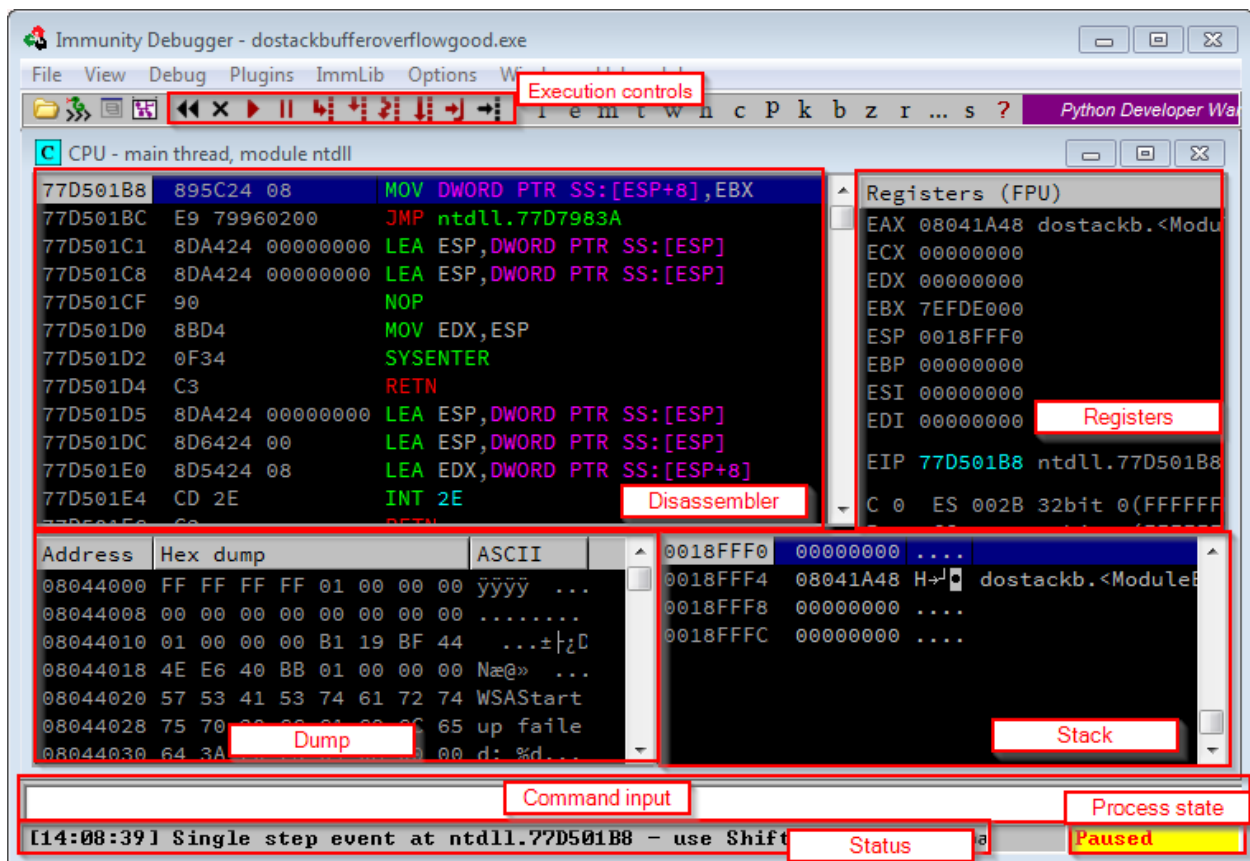 Immunity Debugger - dostackbufferoverflowgood.exe
File View Debug Plugins ImmLib Options
Execution controls
e m t w h c p k b z r ... s ? Python Developer Wa
C CPU - main thread, module ntdll
77D501B8 895C24 08 MOV DWORD PTR SS:[ESP+8],EBX
77D501BC E9 79960200 JMP ntdll.77D7983A
77D501C1 8DA424 00000000 LEA ESP,DWORD PTR SS:[ESP]
77D501C8 8DA424 00000000 LEA ESP,DWORD PTR SS:[ESP]
77D501CF 90 NOP
77D501D0 8BD4 MOV EDX,ESP
77D501D2 0F34 SYSENTER
77D501D4 C3 RETN
77D501D5 8DA424 00000000 LEA ESP,DWORD PTR SS:[ESP]
77D501DC 8D6424 00 LEA ESP,DWORD PTR SS:[ESP]
77D501E0 8D5424 08 LEA EDX,DWORD PTR SS:[ESP+8]
77D501E4 CD 2E INT 2E
Disassembler
Registers (FPU)
EAX 08041A48 dostackb.<Modu
ECX 00000000
EDX 00000000
EBX 7EFDE000
ESP 0018FFF0
EBP 00000000
ESI 00000000
EDI 00000000
Registers
EIP 77D501B8 ntdll.77D501B8
C 0 ES 002B 32bit 0(FFFFFF
Address Hex dump ASCII
08044000 FF FF FF FF 01 00 00 00 ÿÿÿÿ ...
08044008 00 00 00 00 00 00 00 00 ........
08044010 01 00 00 00 B1 19 BF 44 ...±├¿D
08044018 4E E6 40 BB 01 00 00 00 Næ@» ...
08044020 57 53 41 53 74 61 72 74 WSAStart
08044028 75 70 65 up faile
08044030 64 3A 00 d: %d...
Dump
0018FFF0 00000000 ....
0018FFF4 08041A48 H→┘◘ dostackb.<ModuleE
0018FFF8 00000000 ....
0018FFFC 00000000 ....
Stack
Command input
Process state
[14:08:39] Single step event at ntdll.77D501B8 - use Shift
Status
Paused